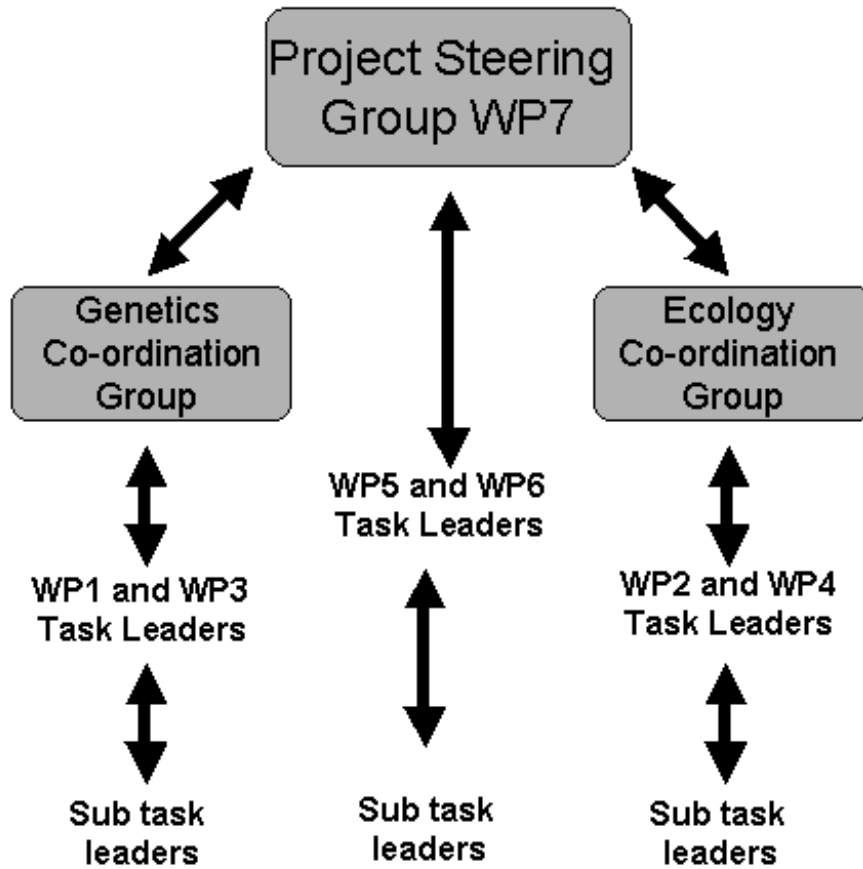 Project Steering
Group WP7
Genetics
Co-ordination
Group
Ecology
Co-ordination
Group
WP5 and WP6
Task Leaders
WP1 and WP3
Task Leaders
WP2 and WP4
Task Leaders
Sub task
leaders
Sub task
leaders
Sub task
leaders